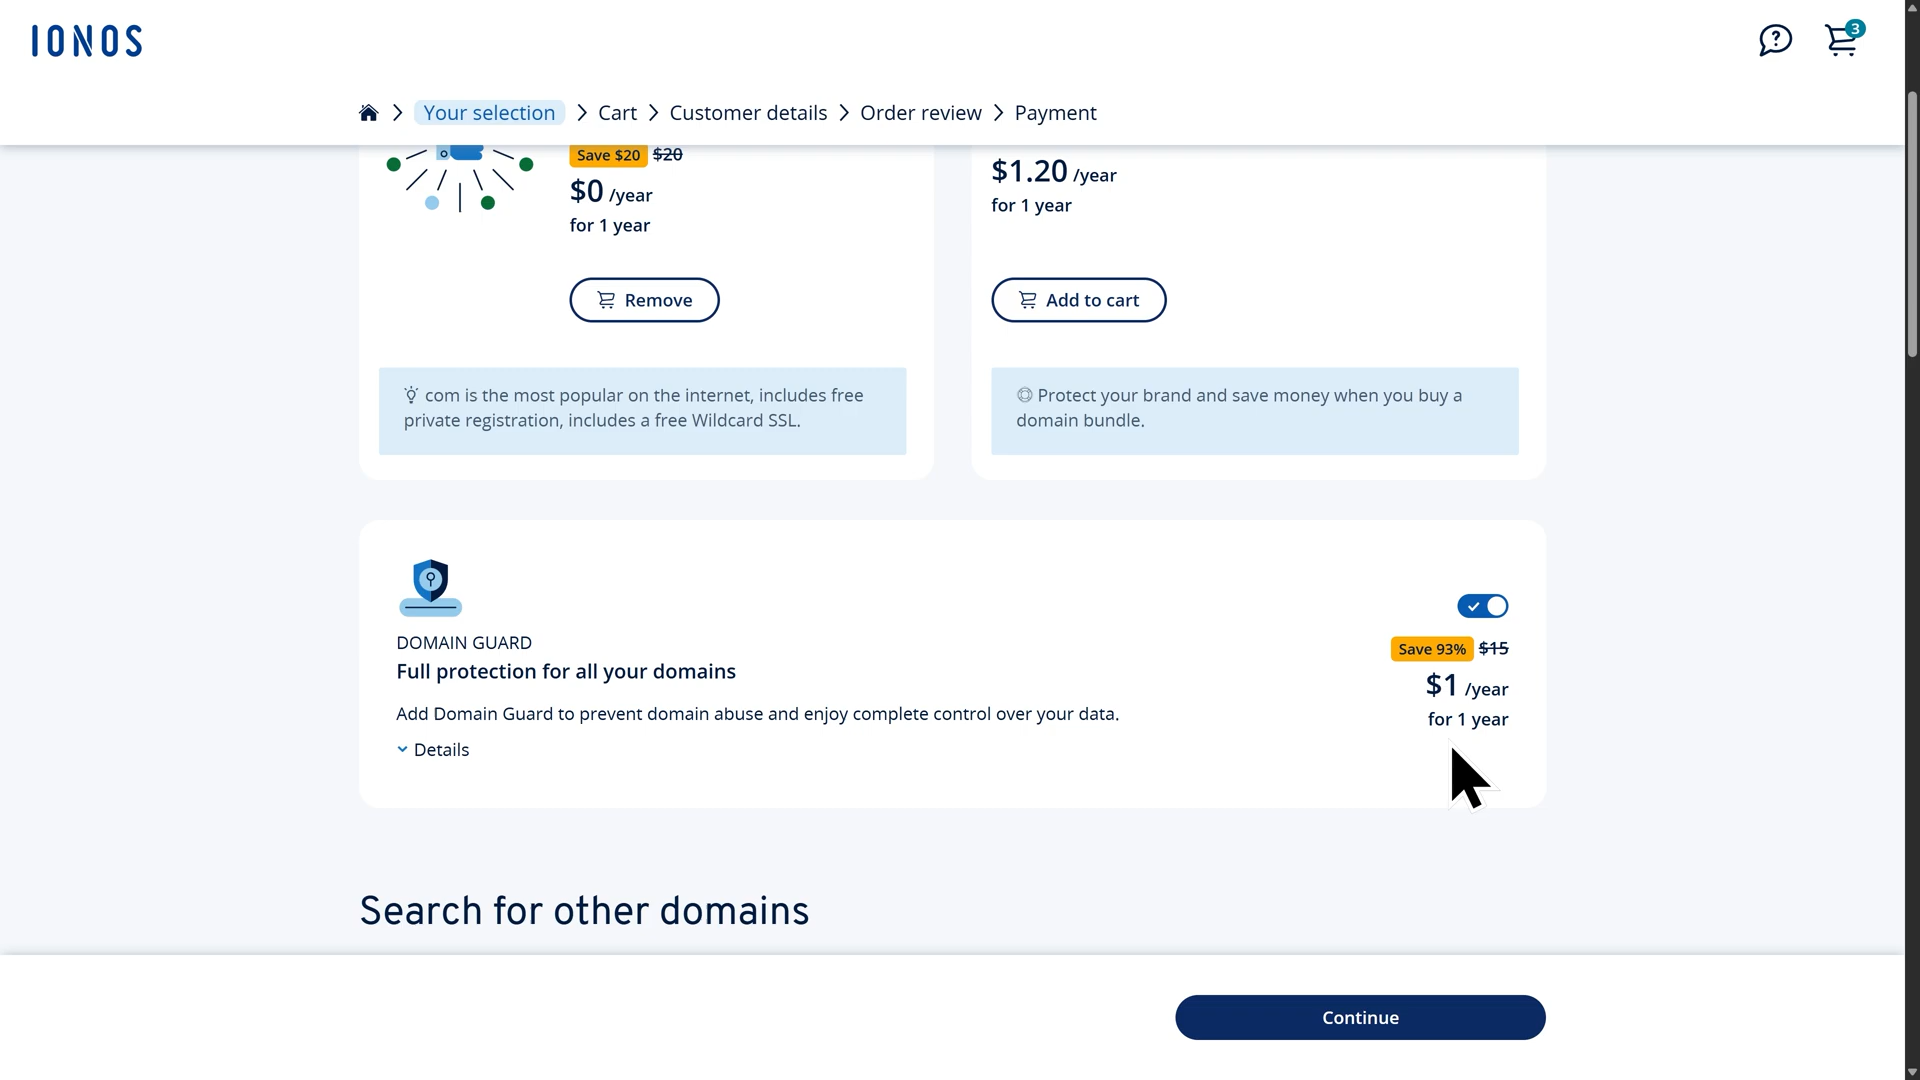 IONOS
3
Your selection
Cart
Customer details
Order review
Payment
Save $20 $20
$0 /year
for 1 year
Remove
com is the most popular on the internet, includes free
private registration, includes a free Wildcard SSL.
$1.20 /year
for 1 year
Add to cart
Protect your brand and save money when you buy a
domain bundle.
DOMAIN GUARD
Full protection for all your domains
Add Domain Guard to prevent domain abuse and enjoy complete control over your data.
Details
Save 93% $15
$1 /year
for 1 year
Search for other domains
Continue